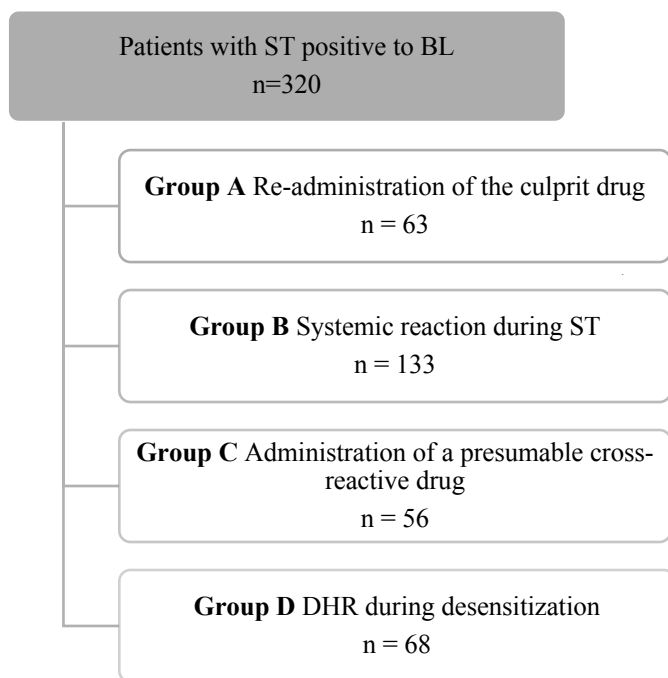 Patients with ST positive to BL
n=320
Group A Re-administration of the culprit drug
n = 63
Group B Systemic reaction during ST
n = 133
Group C Administration of a presumable cross-
reactive drug
n = 56
Group D DHR during desensitization
n = 68